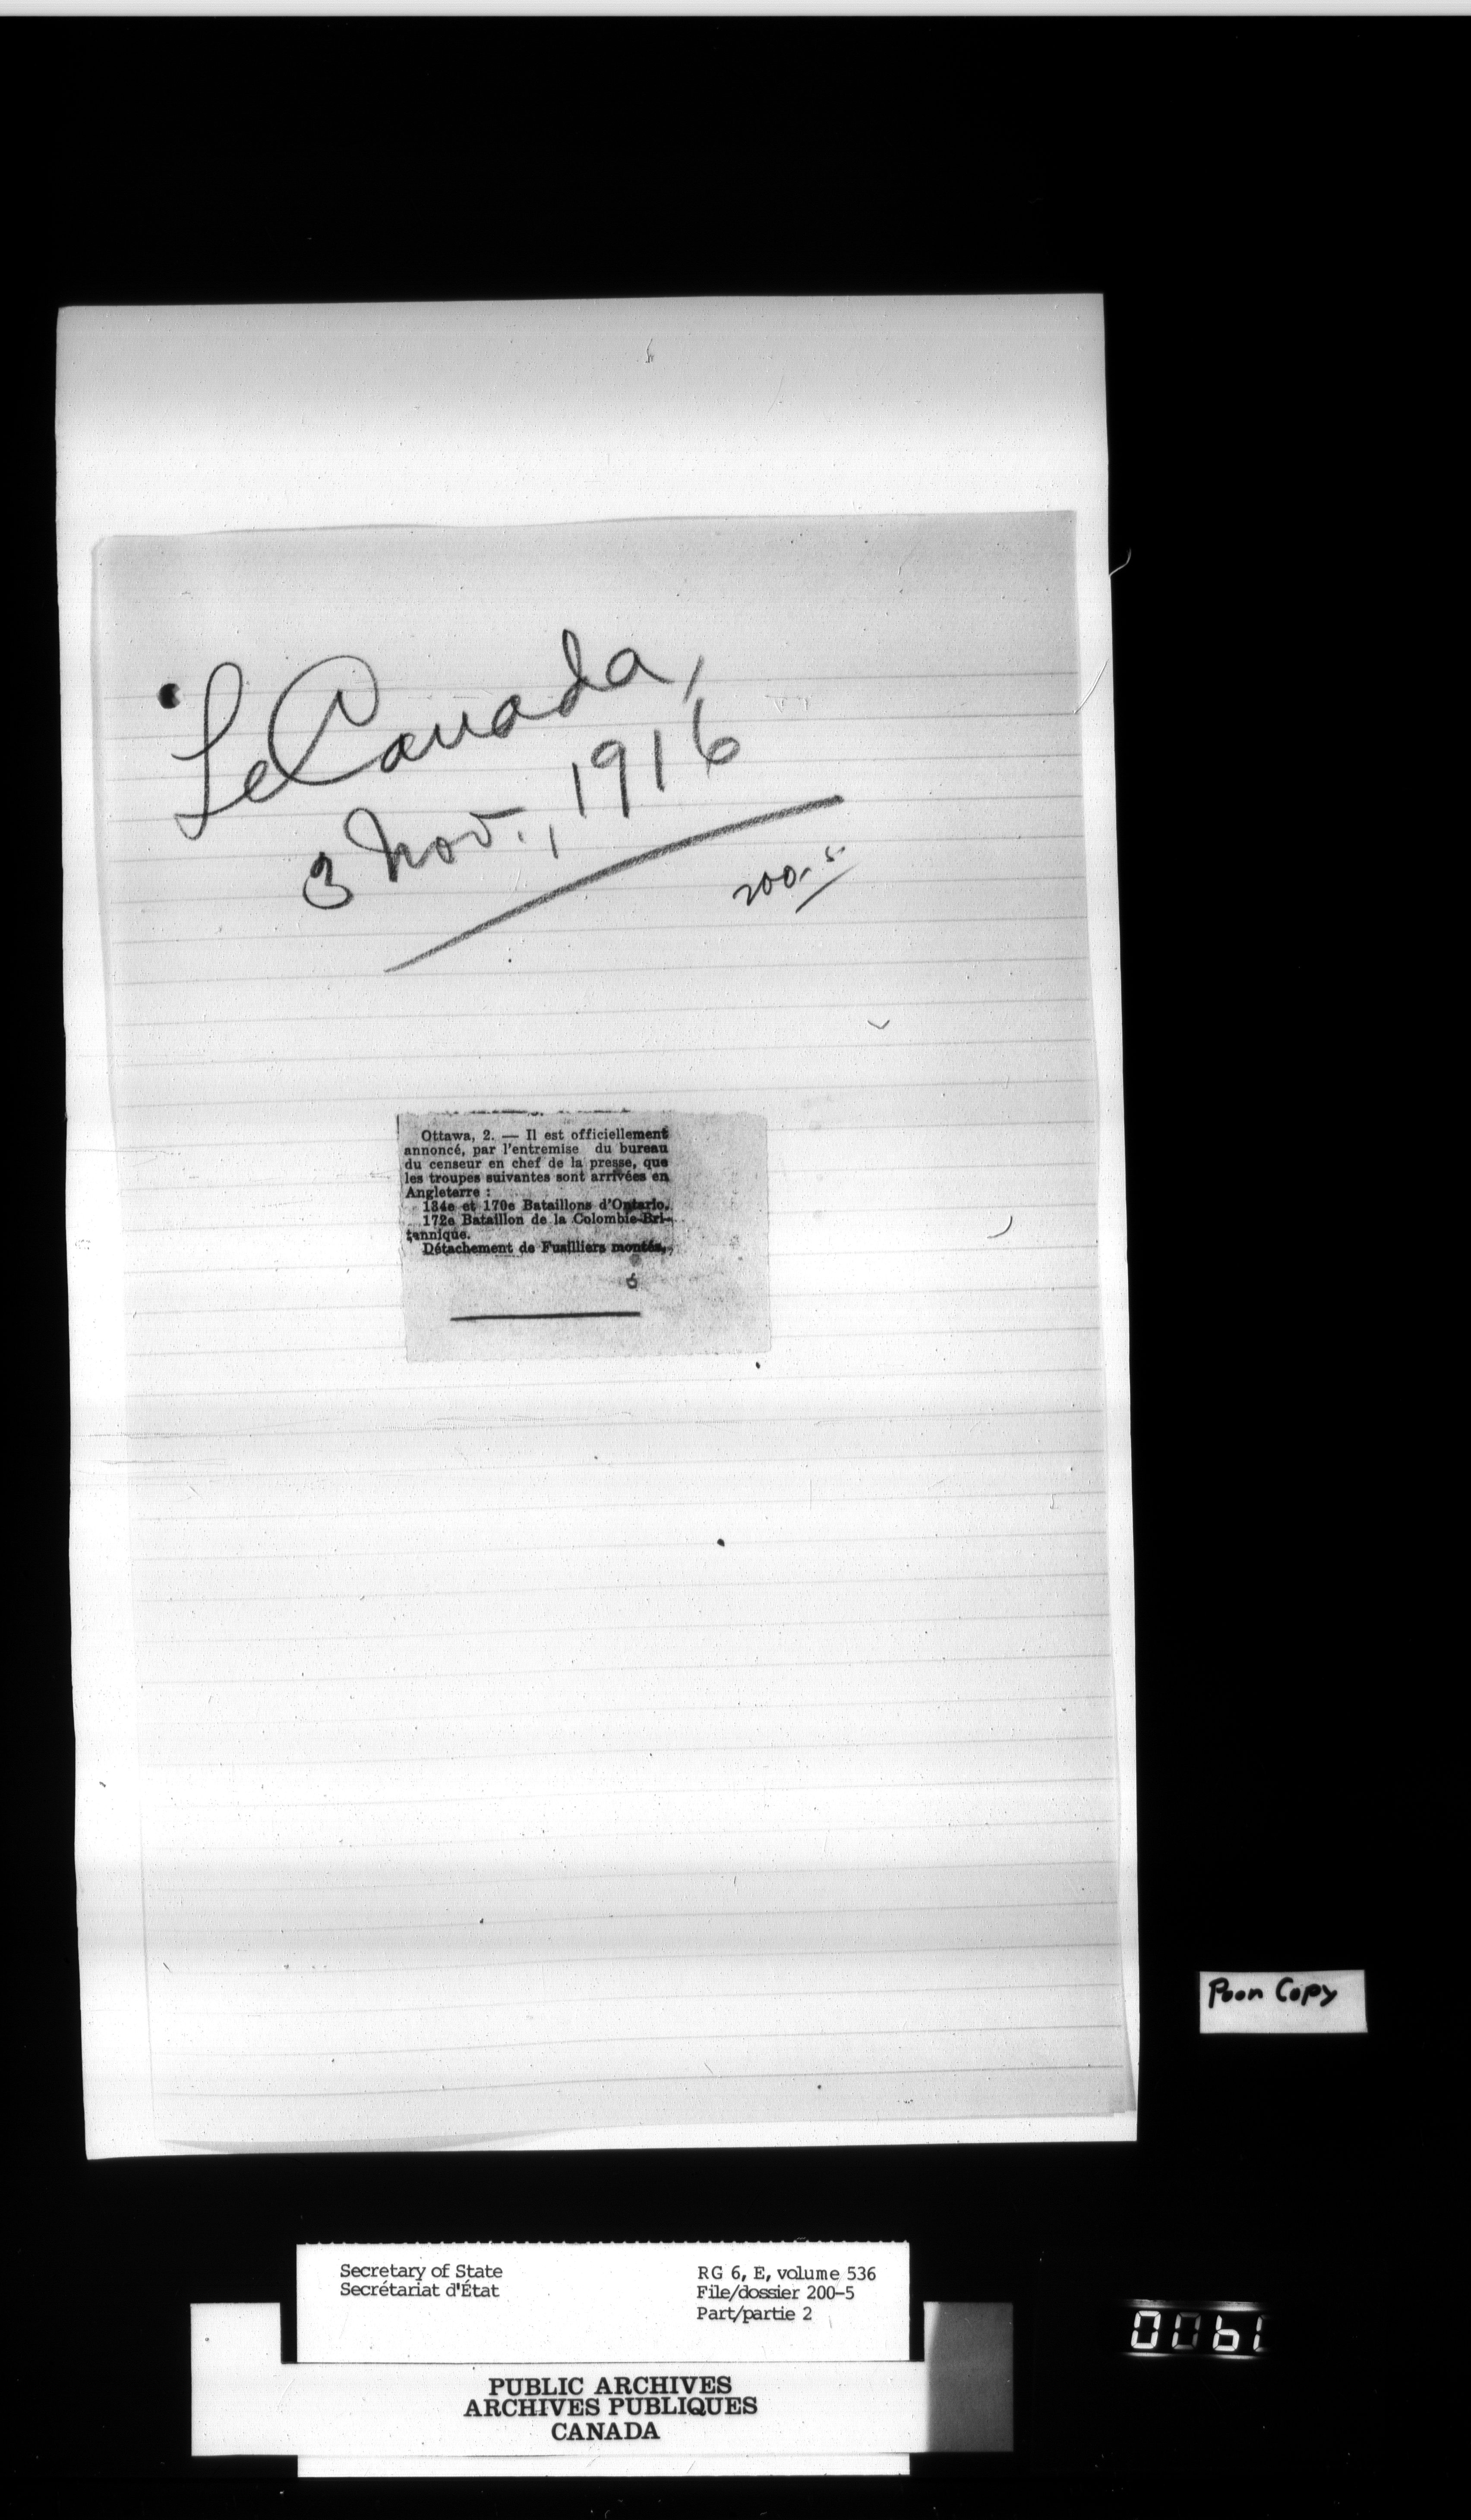 Le Canada,
3 Nov., 1916
200-5
Ottawa, 2. — Il est officiellement
annoncé, par l'entremise du bureau
du censeur en chef de la presse, que
les troupes suivantes sont arrivées en
Angleterre :
134e et 170e Bataillons d'Ontario.
172e Bataillon de la Colombie-Bri-
tannique.
Détachement de Fusilliers montés.
Poor Copy
Secretary of State
Secrétariat d'État
RG 6, E, volume 536
File/dossier 200-5
Part/partie 2
PUBLIC ARCHIVES
ARCHIVES PUBLIQUES
CANADA
0061